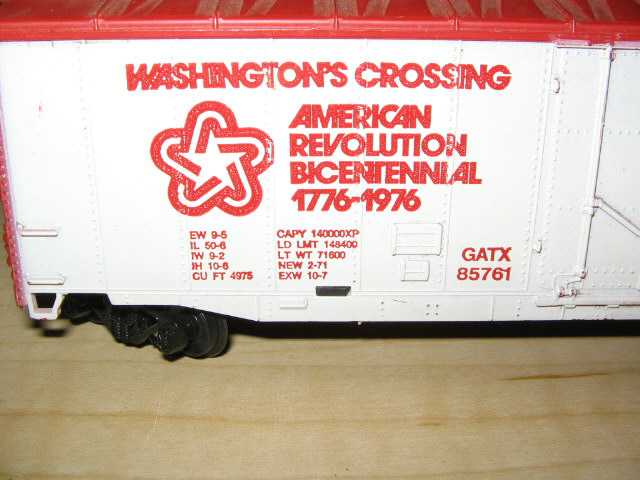 WASHINGTON'S CROSSING
AMERICAN
REVOLUTION
BICENTENNIAL
1776-1976
EW 9-5
IL 50-6
IW 9-2
IH 10-6
CU FT 4975
CAPY 140000XP
LD LMT 148400
LT WT 71600
NEW 2-71
EXW 10-7
GATX
85761